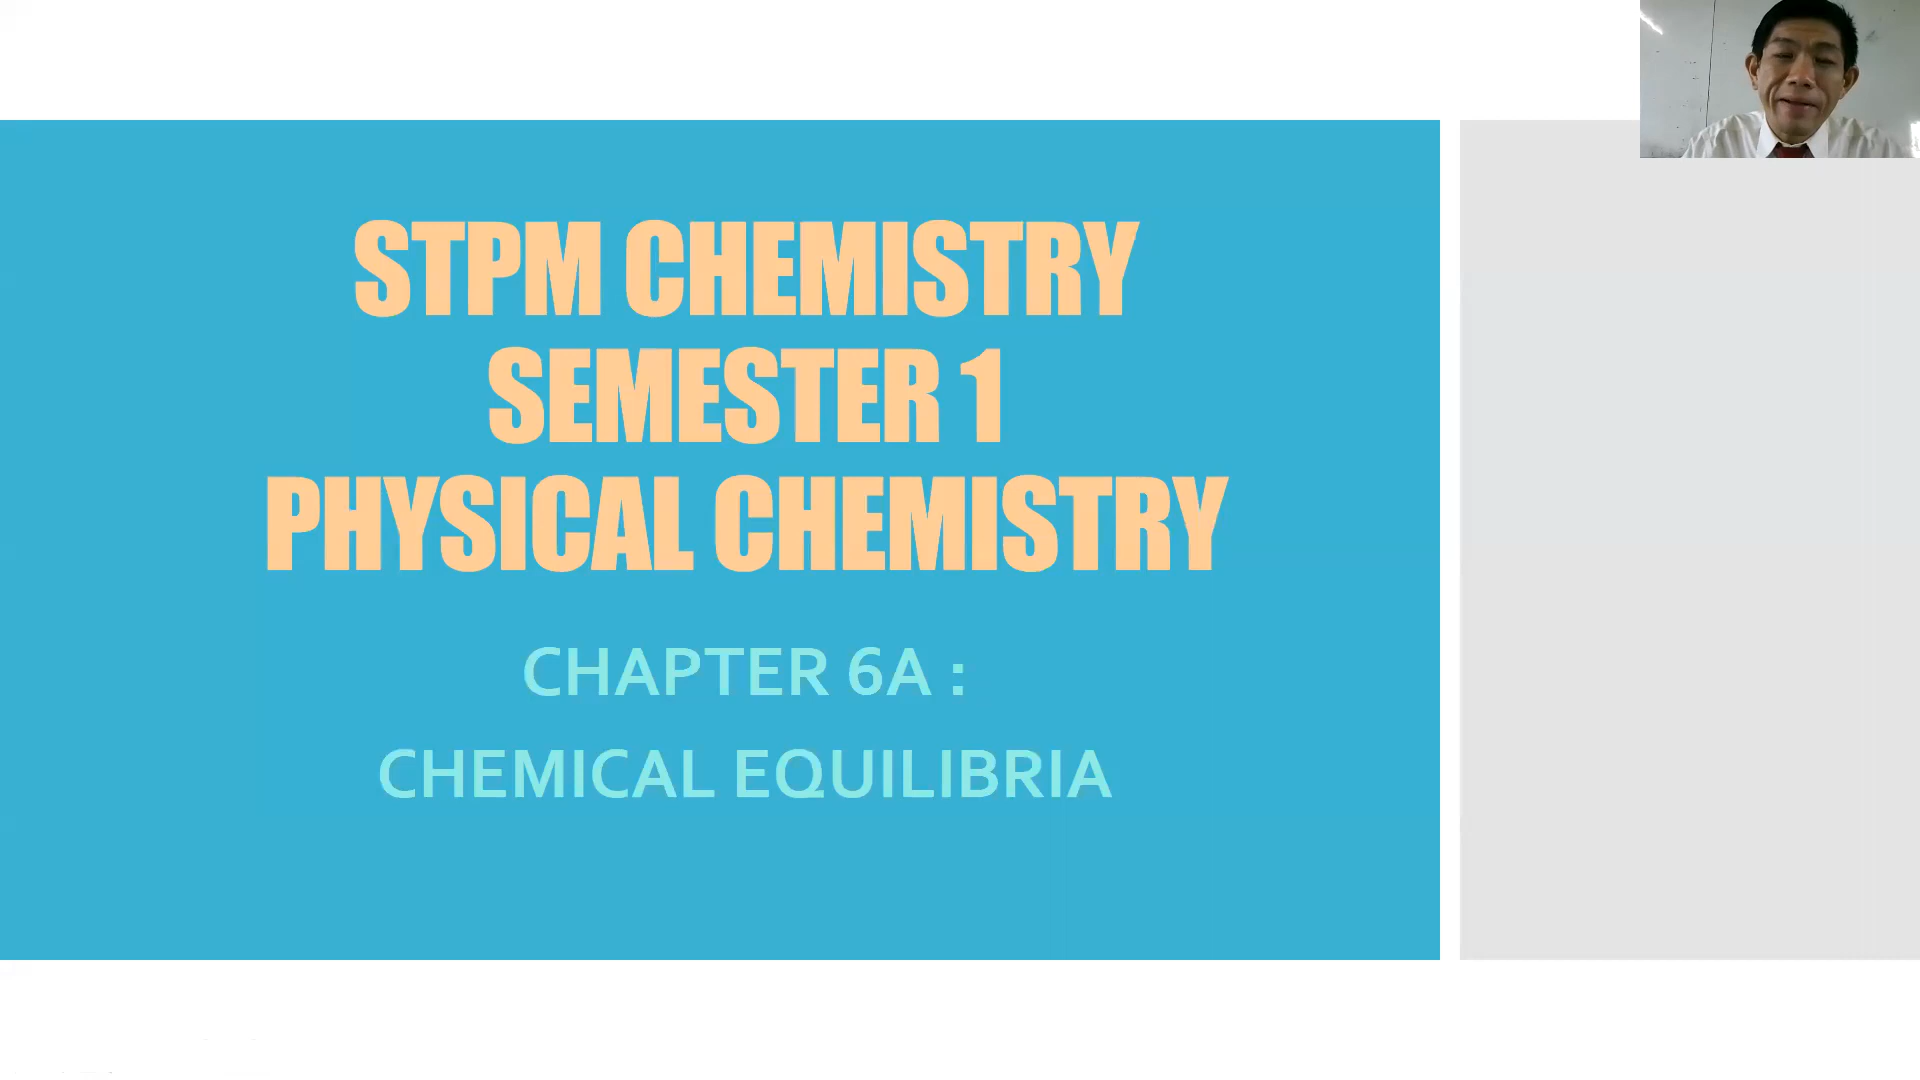 STPM CHEMISTRY
SEMESTER 1
PHYSICAL CHEMISTRY
CHAPTER 6A :
CHEMICAL EQUILIBRIA